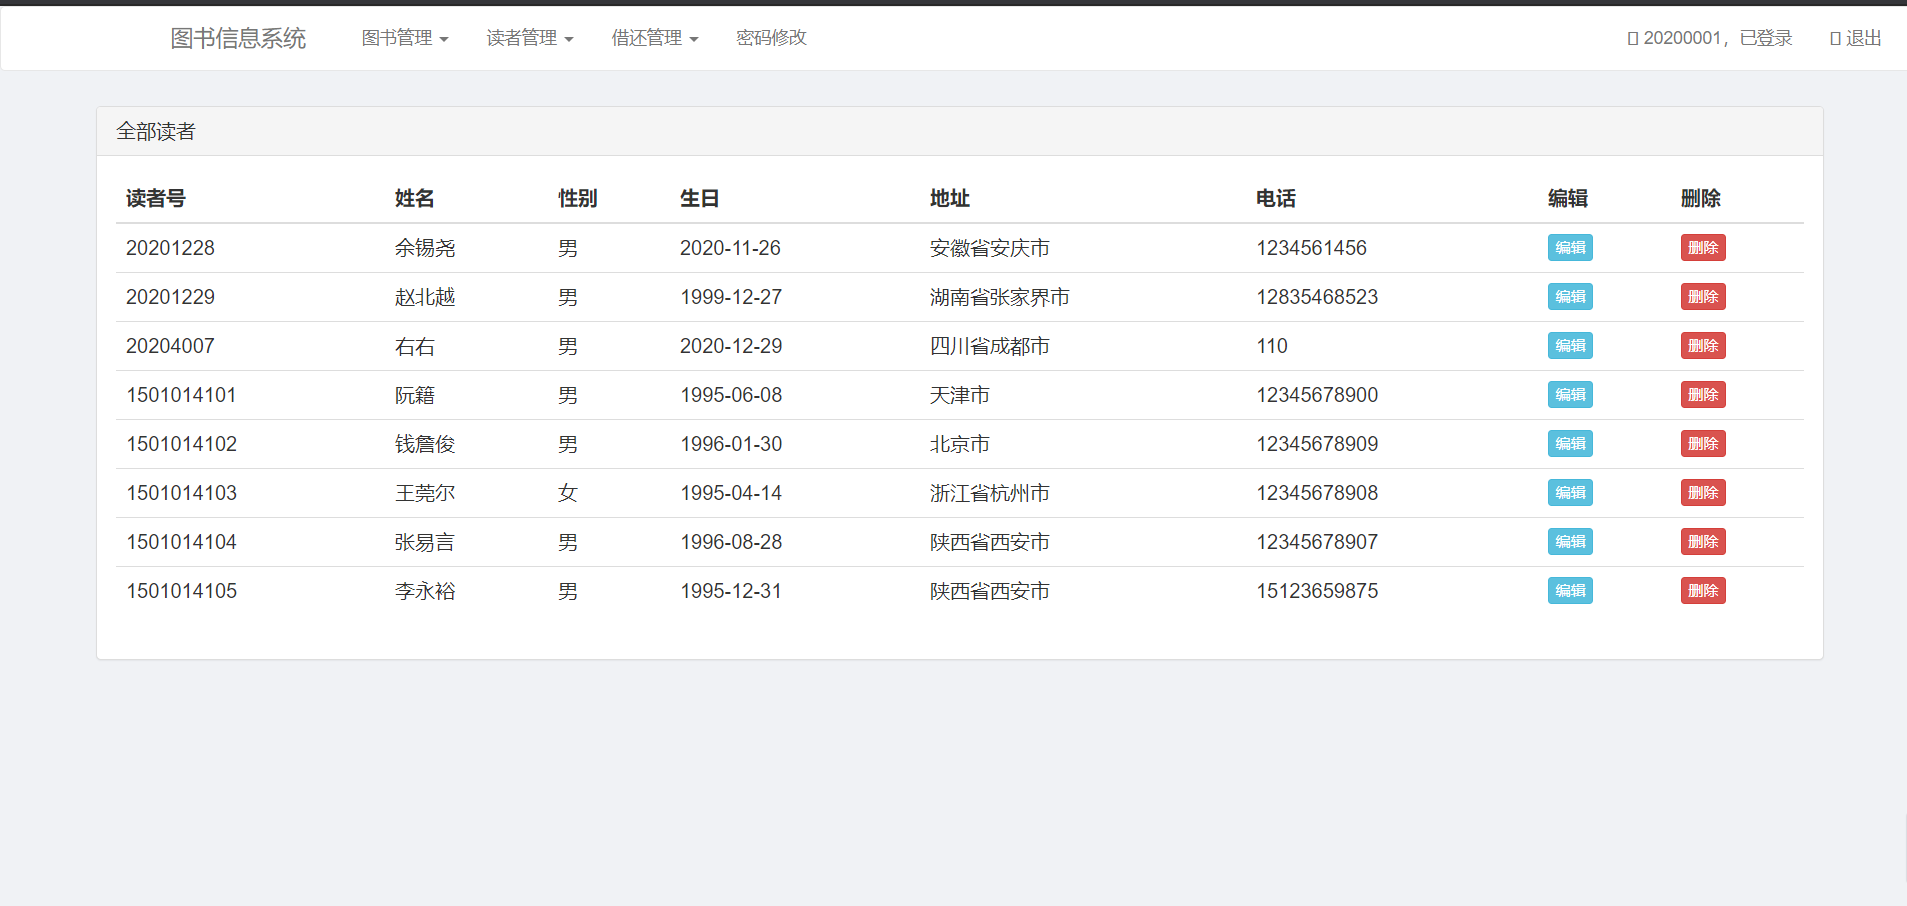 图书信息系统 图书管理 读者管理 借还管理 密码修改 20200001，已登录 退出
全部读者
读者号 姓名 性别 生日 地址 电话 编辑 删除
20201228 余锡尧 男 2020-11-26 安徽省安庆市 1234561456 编辑 删除
20201229 赵北越 男 1999-12-27 湖南省张家界市 12835468523 编辑 删除
20204007 右右 男 2020-12-29 四川省成都市 110 编辑 删除
1501014101 阮籍 男 1995-06-08 天津市 12345678900 编辑 删除
1501014102 钱詹俊 男 1996-01-30 北京市 12345678909 编辑 删除
1501014103 王莞尔 女 1995-04-14 浙江省杭州市 12345678908 编辑 删除
1501014104 张易言 男 1996-08-28 陕西省西安市 12345678907 编辑 删除
1501014105 李永裕 男 1995-12-31 陕西省西安市 15123659875 编辑 删除